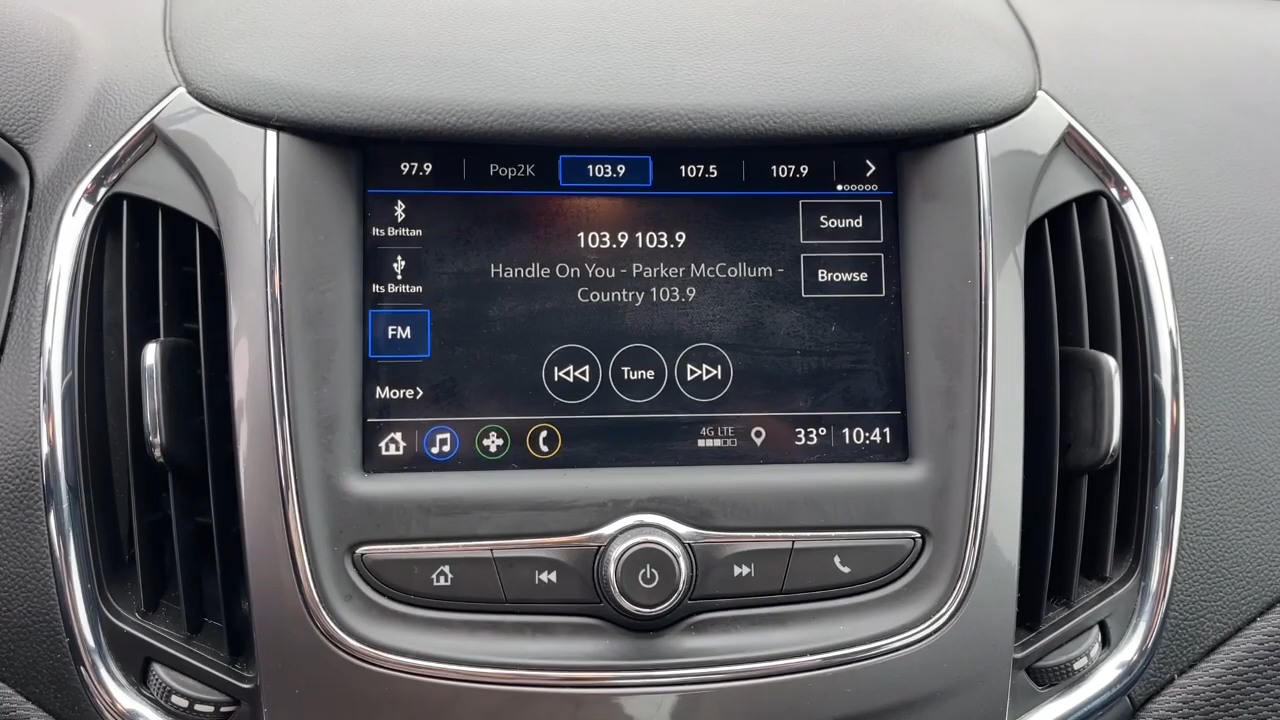 97.9
Pop2K
103.9
107.5
107.9
Its Brittan
Its Brittan
FM
More
103.9 103.9
Handle On You - Parker McCollum -
Country 103.9
Sound
Browse
Tune
4G LTE
33° 10:41